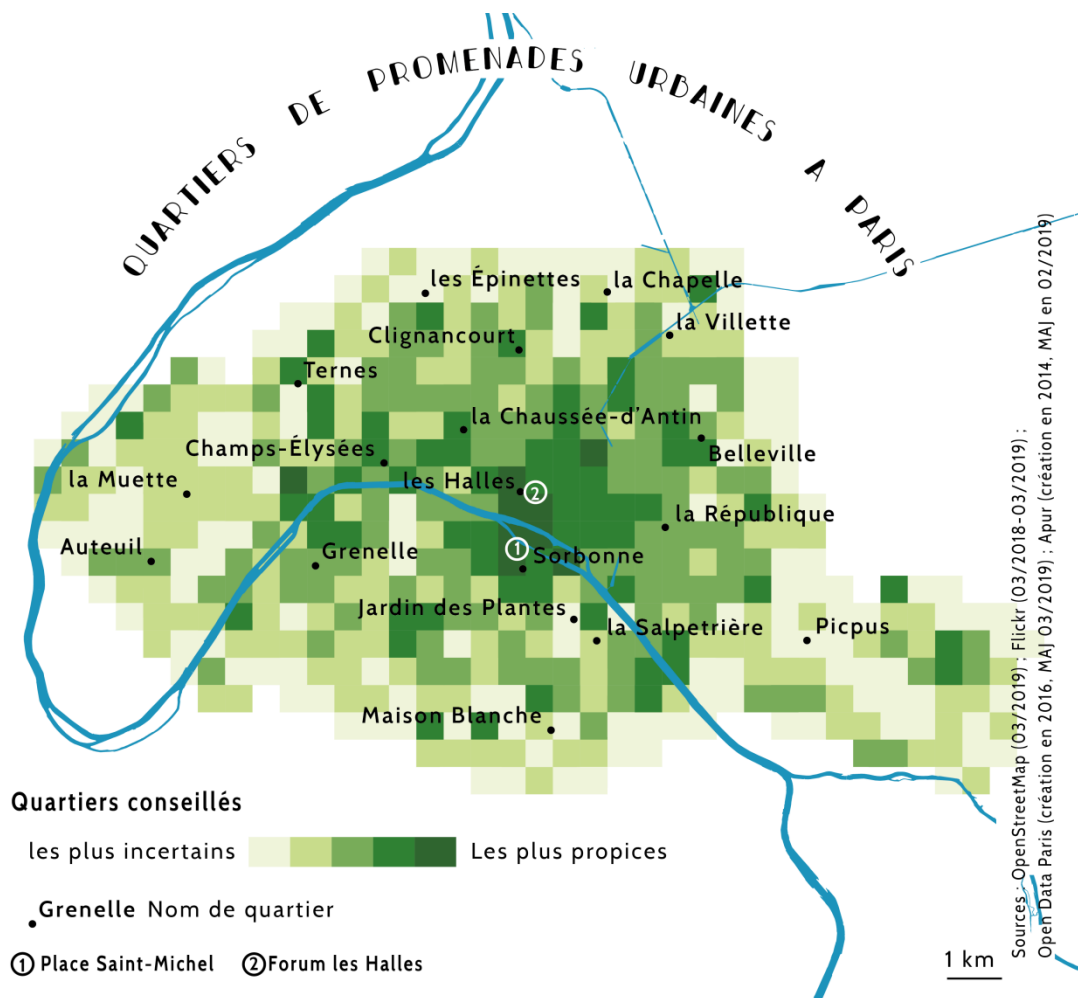 QUARTIERS DE PROMENADES URBAINES A PARIS
les Épinettes
la Chapelle
Clignancourt
la Villette
Ternes
la Chaussée-d'Antin
Champs-Élysées
Belleville
la Muette
les Halles
2
la République
Auteuil
Grenelle
1
Sorbonne
Jardin des Plantes
la Salpetrière
Picpus
Maison Blanche
Quartiers conseillés
les plus incertains
Les plus propices
Grenelle Nom de quartier
1 Place Saint-Michel
2 Forum les Halles
1 km
Sources : OpenStreetMap (03/2019) ; Flickr (03/2018-03/2019) ;
Open Data Paris (création en 2016, MAJ 03/2019) ; Apur (création en 2014, MAJ en 02/2019)